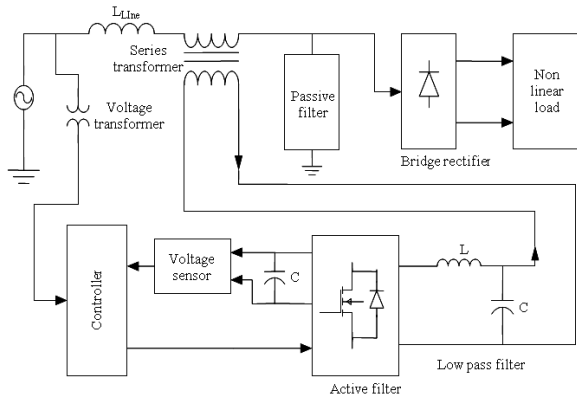 LLIne
Series
transformer
Voltage
transformer
Passive
filter
Bridge rectifier
Non
linear
load
Controller
Voltage
sensor
C
L
C
Low pass filter
Active filter